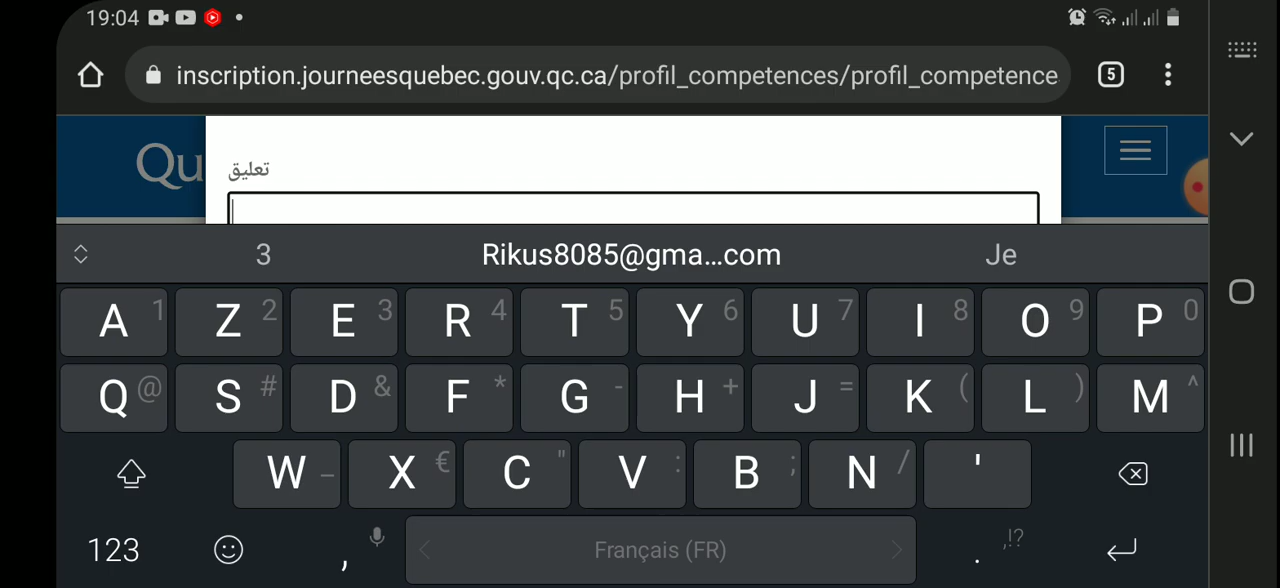 19:04
inscription.journeesquebec.gouv.qc.ca/profil_competences/profil_competence
5
Qu
تعليق
3 Rikus8085@gma...com Je
A 1 Z 2 E 3 R 4 T 5 Y 6 U 7 I 8 O 9 P 0
Q @ S # D & F * G - H + J = K ( L ) M ^
W _ X € C " V : B ; N / '
123 , Français (FR) . ,!?